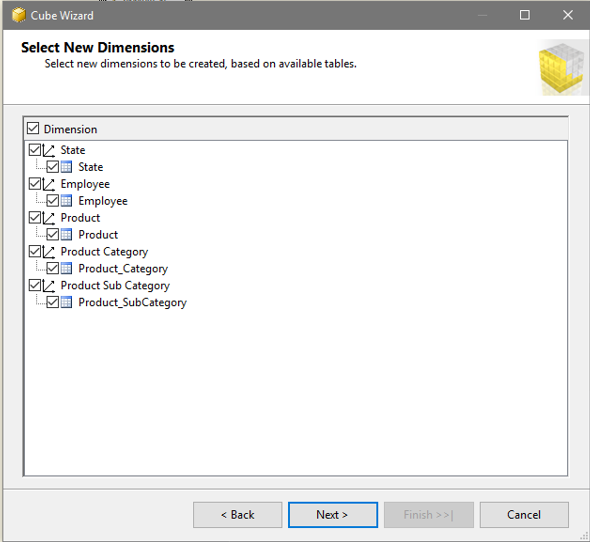 Cube Wizard
Select New Dimensions
Select new dimensions to be created, based on available tables.
Dimension
State
State
Employee
Employee
Product
Product
Product Category
Product_Category
Product Sub Category
Product_SubCategory
< Back
Next >
Finish >>|
Cancel